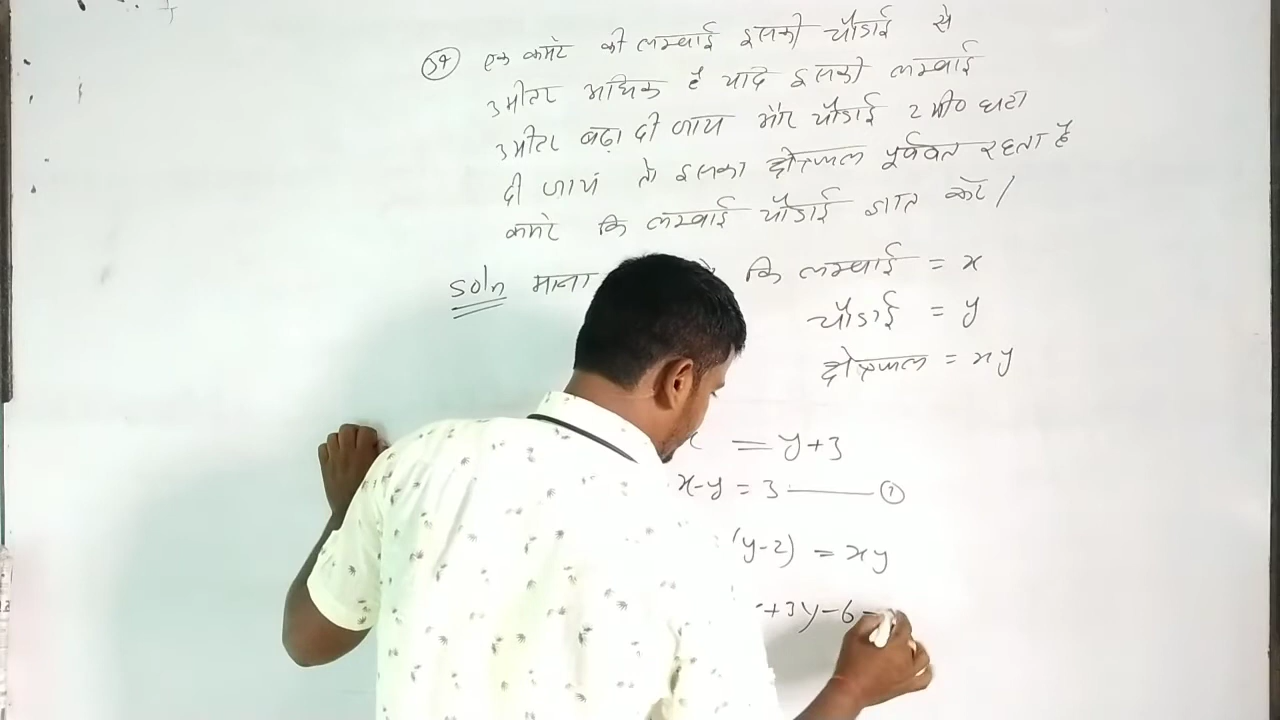 34 एक कमरे की लम्बाई इसकी चौडाई से
3 मीटर अधिक है यदि इसकी लम्बाई
3 मीटर बढ़ा दी जाय और चौडाई 2 मी० घटा
दी जायं तो इसका क्षेत्रफल पूर्ववत रहता है
कमरे कि लम्बाई चौडाई ज्ञात करें /
Soln माना कि लम्बाई = x
चौडाई = y
क्षेत्रफल = xy
x = y+3
x-y = 3 ①
(y-2) = xy
+3y-6